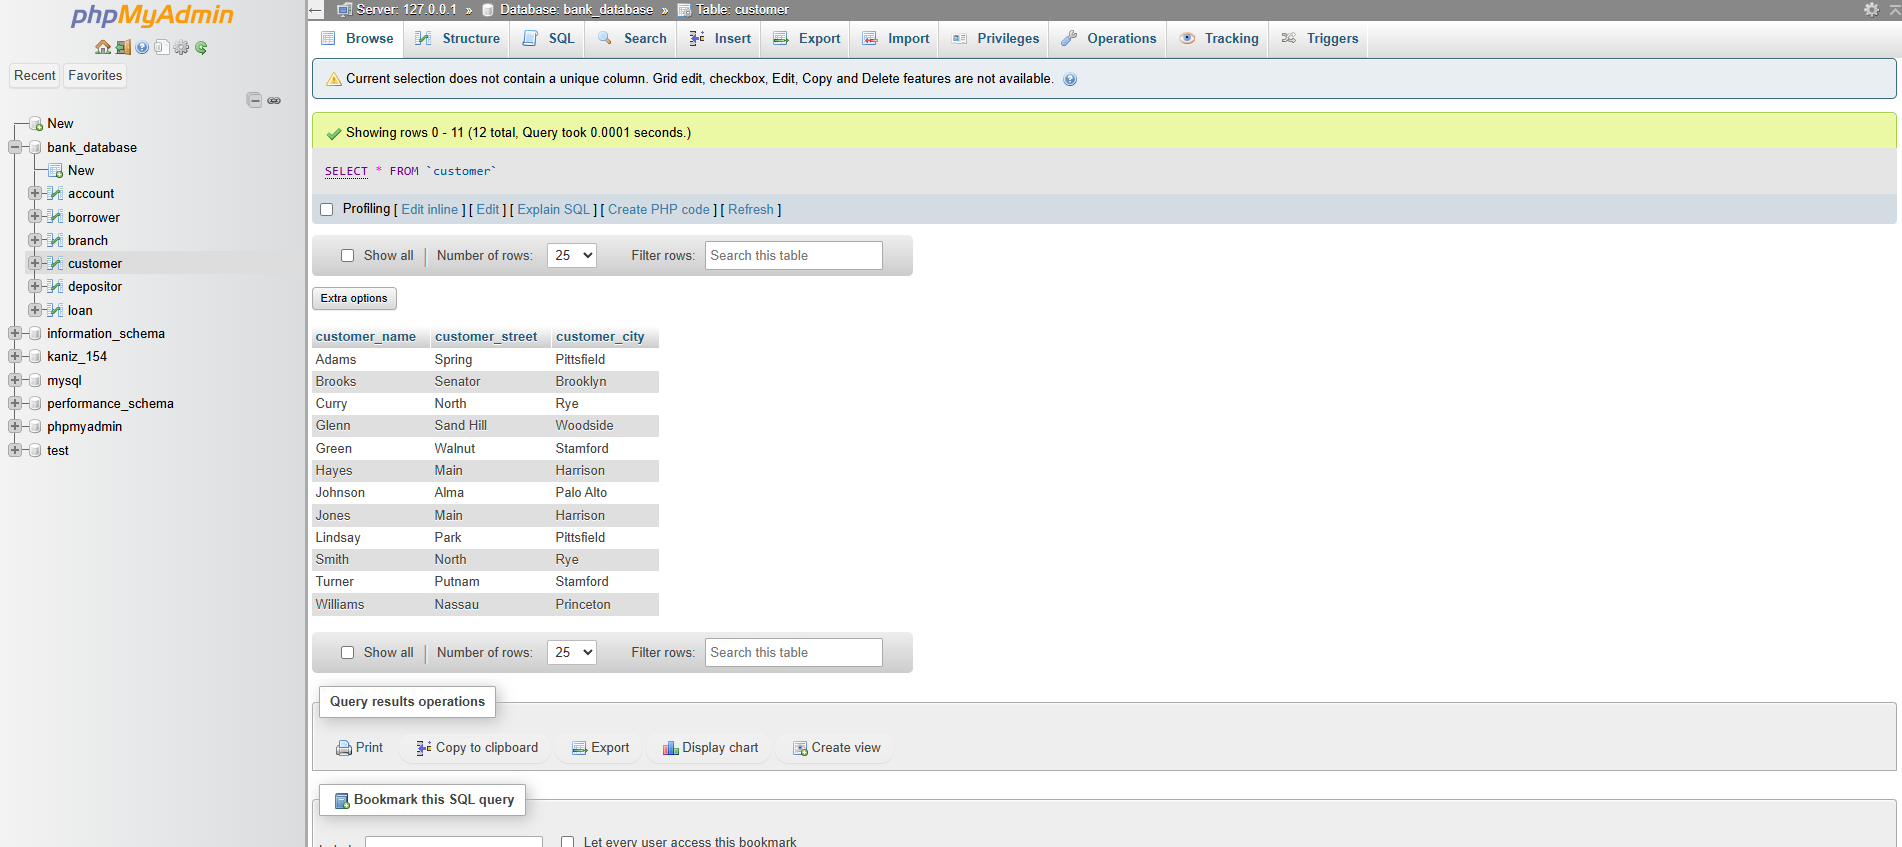 phpMyAdmin
Recent Favorites
New
bank_database
New
account
borrower
branch
customer
depositor
loan
information_schema
kaniz_154
mysql
performance_schema
phpmyadmin
test
Server: 127.0.0.1 » Database: bank_database » Table: customer
Browse Structure SQL Search Insert Export Import Privileges Operations Tracking Triggers
Current selection does not contain a unique column. Grid edit, checkbox, Edit, Copy and Delete features are not available.
Showing rows 0 - 11 (12 total, Query took 0.0001 seconds.)
SELECT * FROM `customer`
Profiling [ Edit inline ] [ Edit ] [ Explain SQL ] [ Create PHP code ] [ Refresh ]
Show all Number of rows: 25 Filter rows: Search this table
Extra options
customer_name customer_street customer_city
Adams Spring Pittsfield
Brooks Senator Brooklyn
Curry North Rye
Glenn Sand Hill Woodside
Green Walnut Stamford
Hayes Main Harrison
Johnson Alma Palo Alto
Jones Main Harrison
Lindsay Park Pittsfield
Smith North Rye
Turner Putnam Stamford
Williams Nassau Princeton
Show all Number of rows: 25 Filter rows: Search this table
Query results operations
Print Copy to clipboard Export Display chart Create view
Bookmark this SQL query
Let every user access this bookmark